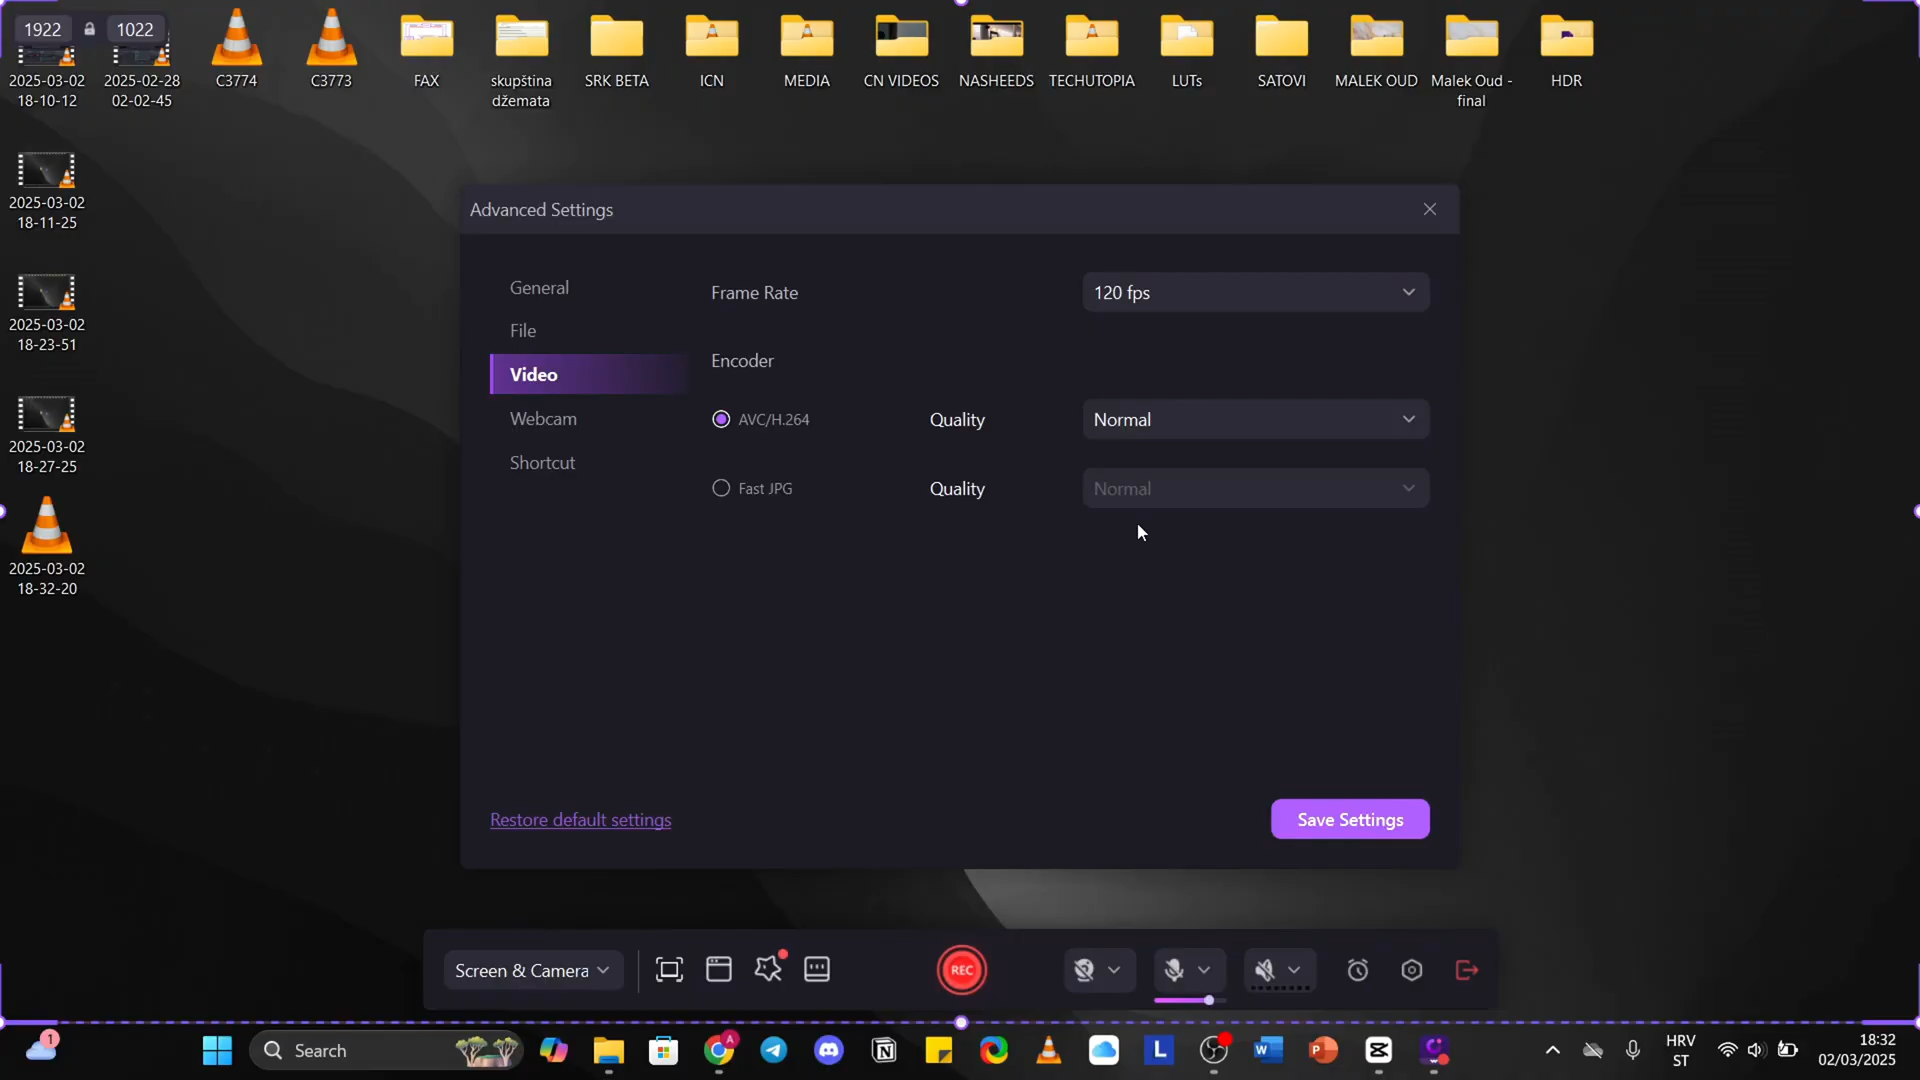 1922
1022
2025-03-02
18-10-12
2025-02-28
02-02-45
C3774
C3773
FAX
skupština
džemata
SRK BETA
ICN
MEDIA
CN VIDEOS
NASHEEDS
TECHUTOPIA
LUTs
SATOVI
MALEK OUD
Malek Oud -
final
HDR
2025-03-02
18-11-25
2025-03-02
18-23-51
2025-03-02
18-27-25
2025-03-02
18-32-20
Advanced Settings
General
File
Video
Webcam
Shortcut
Frame Rate
120 fps
Encoder
AVC/H.264
Quality
Normal
Fast JPG
Quality
Normal
Restore default settings
Save Settings
Screen & Camera
REC
1
Search
A
L
W
P
HRV
ST
18:32
02/03/2025